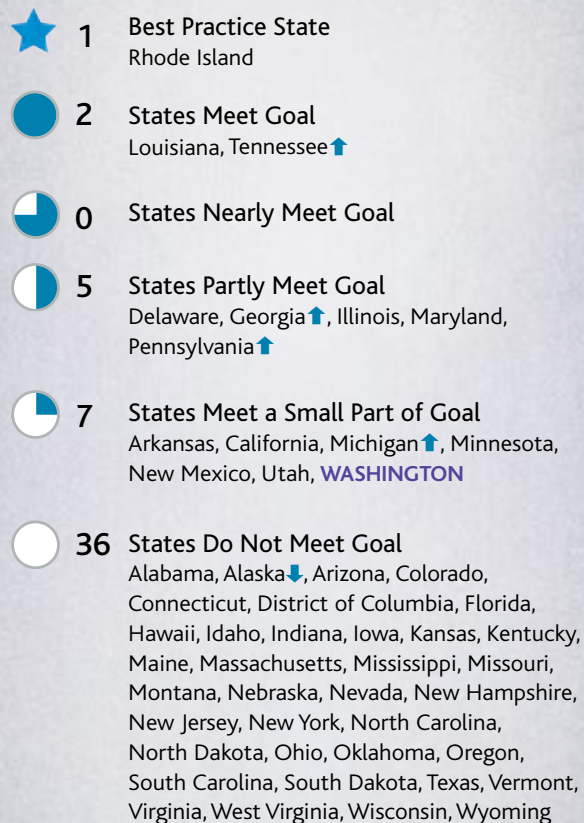 1 Best Practice State
Rhode Island
2 States Meet Goal
Louisiana, Tennessee⬆
0 States Nearly Meet Goal
5 States Partly Meet Goal
Delaware, Georgia⬆, Illinois, Maryland,
Pennsylvania⬆
7 States Meet a Small Part of Goal
Arkansas, California, Michigan⬆, Minnesota,
New Mexico, Utah, WASHINGTON
36 States Do Not Meet Goal
Alabama, Alaska⬇, Arizona, Colorado,
Connecticut, District of Columbia, Florida,
Hawaii, Idaho, Indiana, Iowa, Kansas, Kentucky,
Maine, Massachusetts, Mississippi, Missouri,
Montana, Nebraska, Nevada, New Hampshire,
New Jersey, New York, North Carolina,
North Dakota, Ohio, Oklahoma, Oregon,
South Carolina, South Dakota, Texas, Vermont,
Virginia, West Virginia, Wisconsin, Wyoming